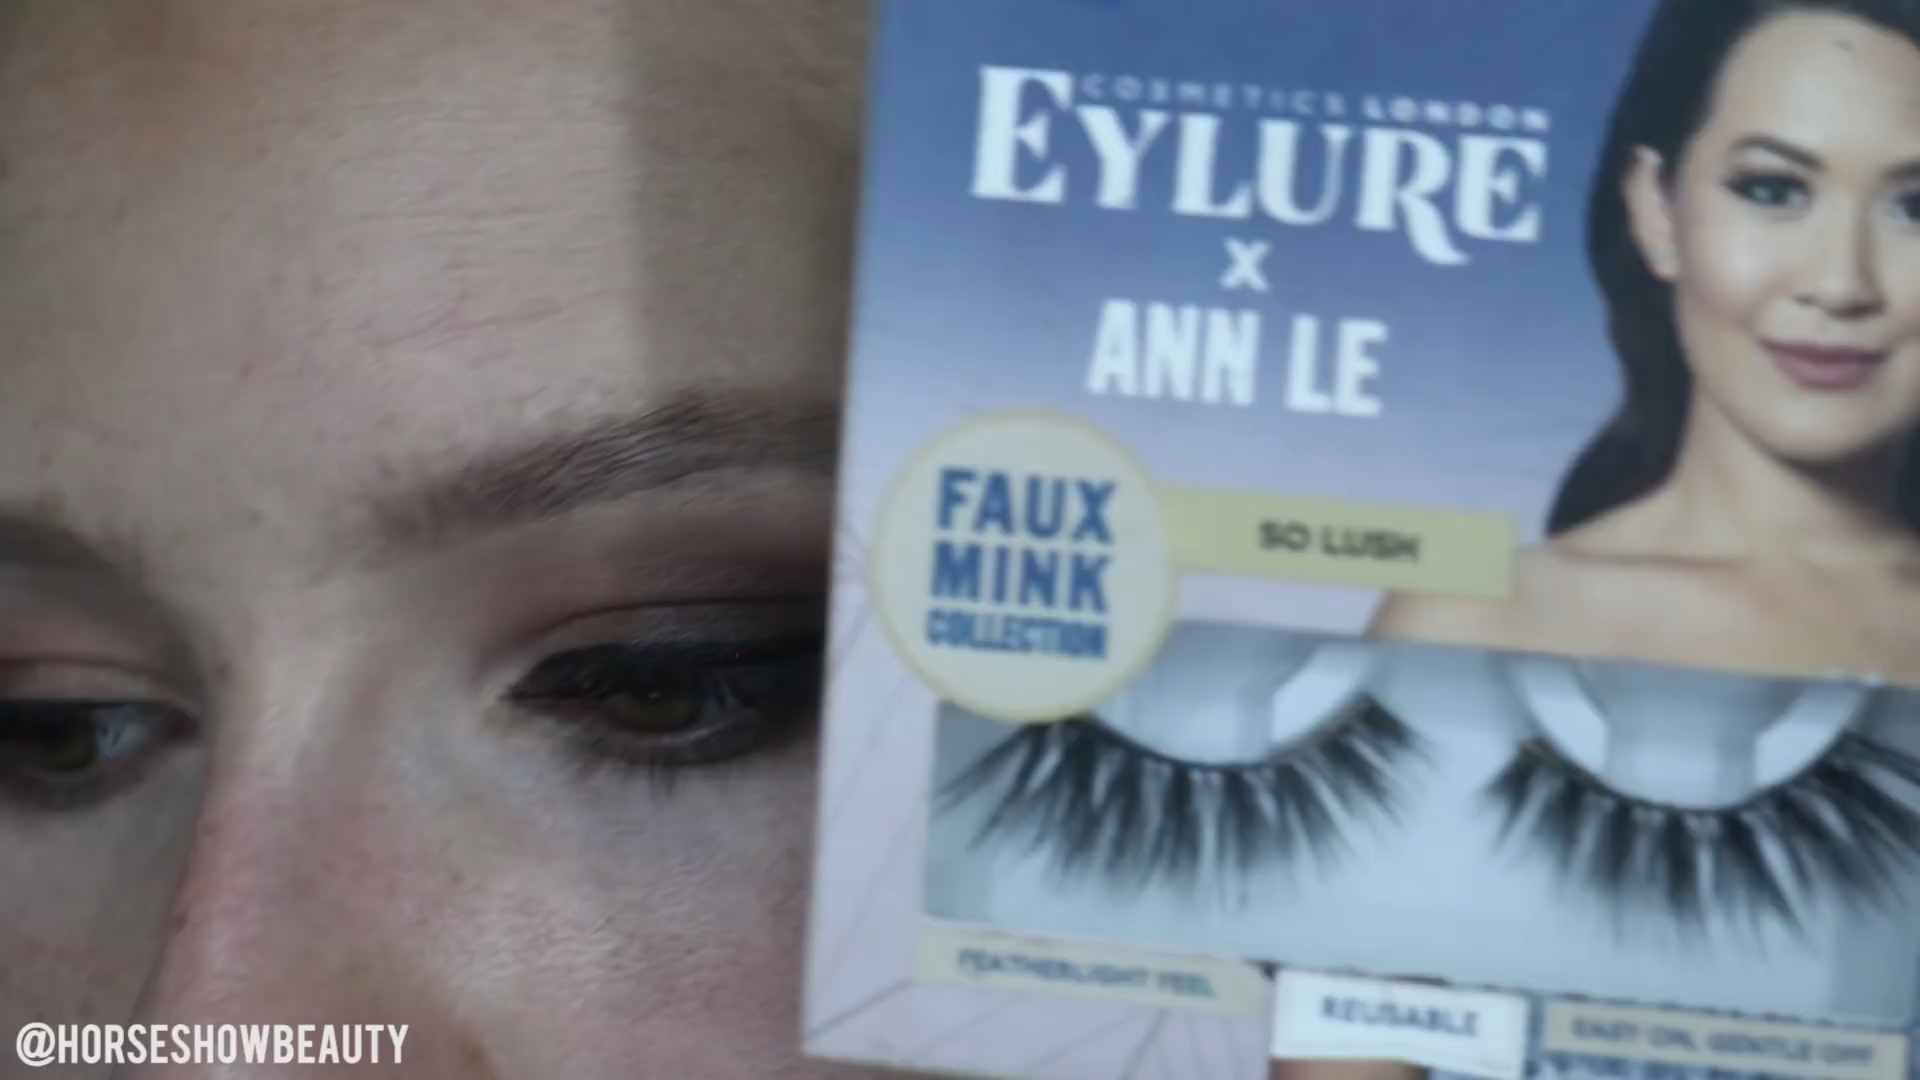 COSMETICS LONDON
EYLURE
X
ANN LE
FAUX
MINK
COLLECTION
SO LUSH
FEATHERLIGHT FEEL
REUSABLE
EASY ON, GENTLE OFF
@HORSESHOWBEAUTY